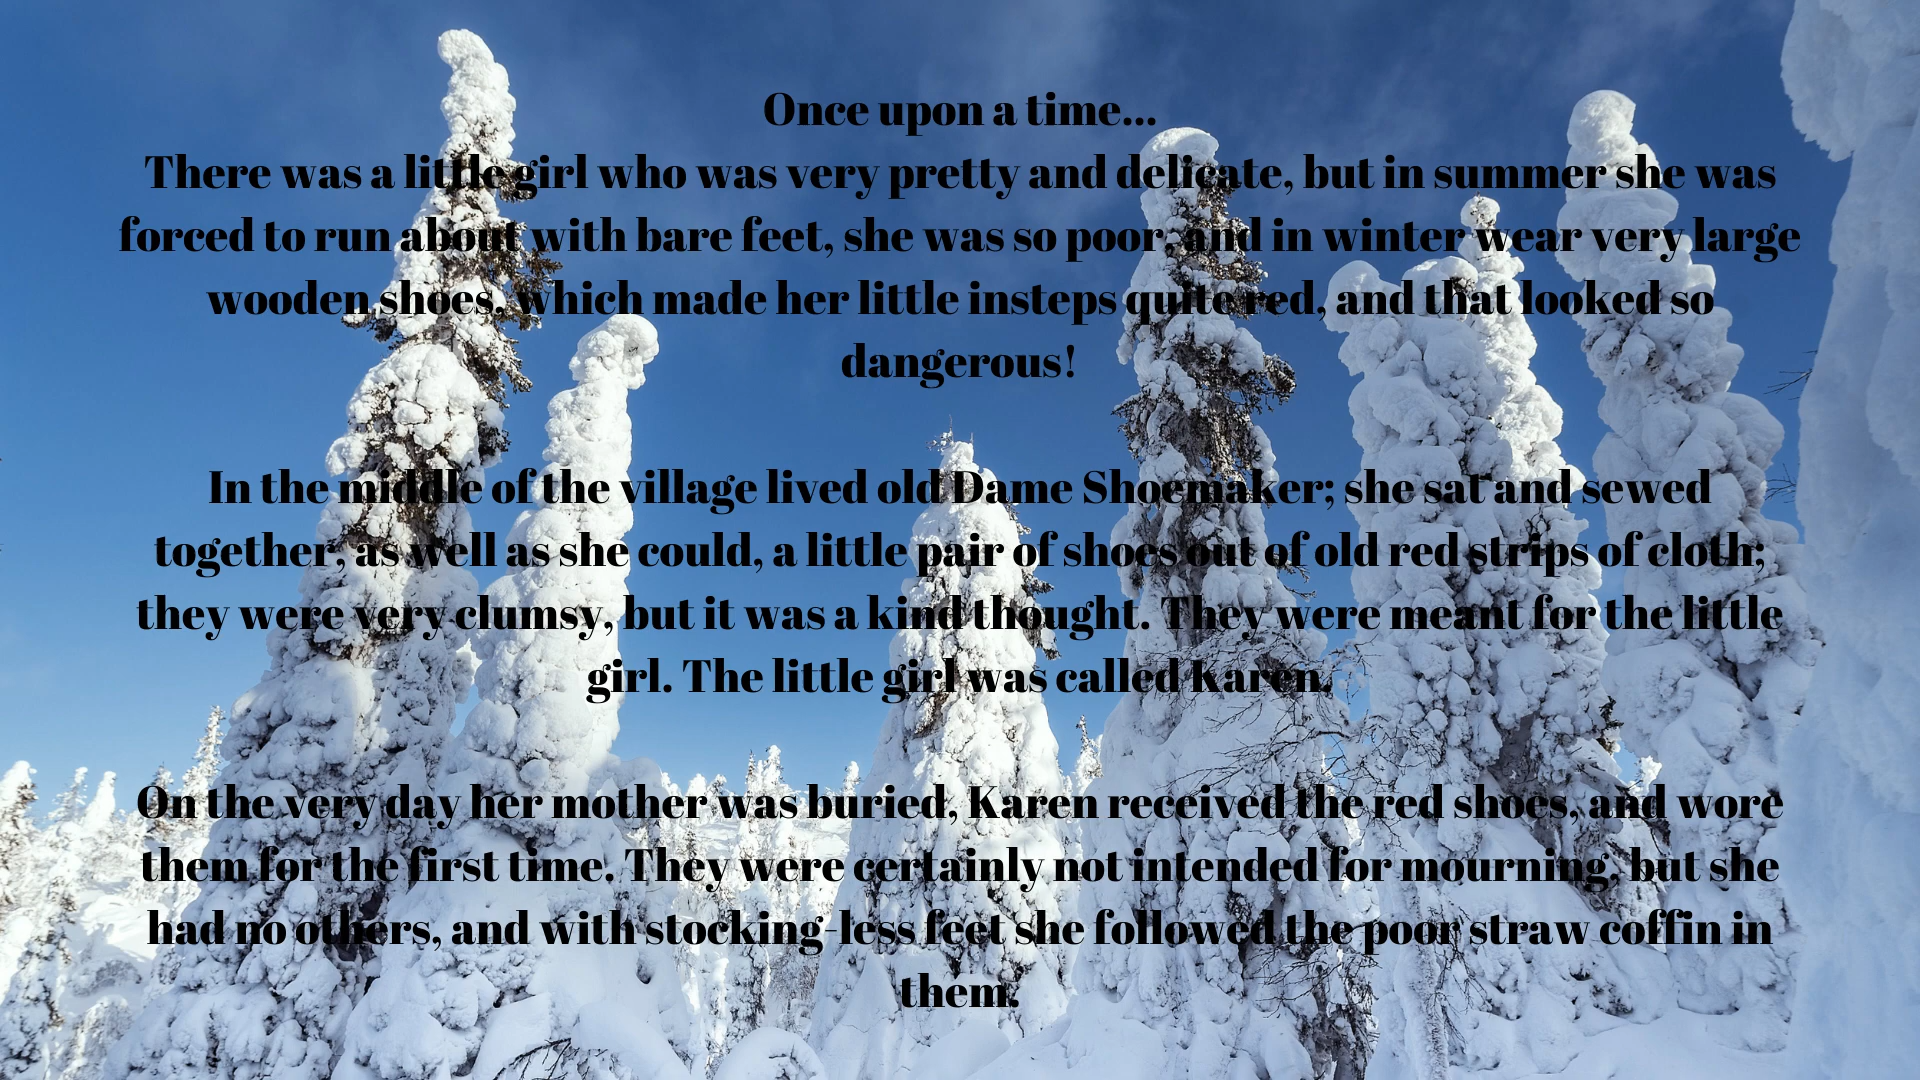 Once upon a time...
There was a little girl who was very pretty and delicate, but in summer she was
forced to run about with bare feet, she was so poor, and in winter wear very large
wooden shoes, which made her little insteps quite red, and that looked so
dangerous!
In the middle of the village lived old Dame Shoemaker; she sat and sewed
together, as well as she could, a little pair of shoes out of old red strips of cloth;
they were very clumsy, but it was a kind thought. They were meant for the little
girl. The little girl was called Karen.
On the very day her mother was buried, Karen received the red shoes, and wore
them for the first time. They were certainly not intended for mourning, but she
had no others, and with stocking-less feet she followed the poor straw coffin in
them.